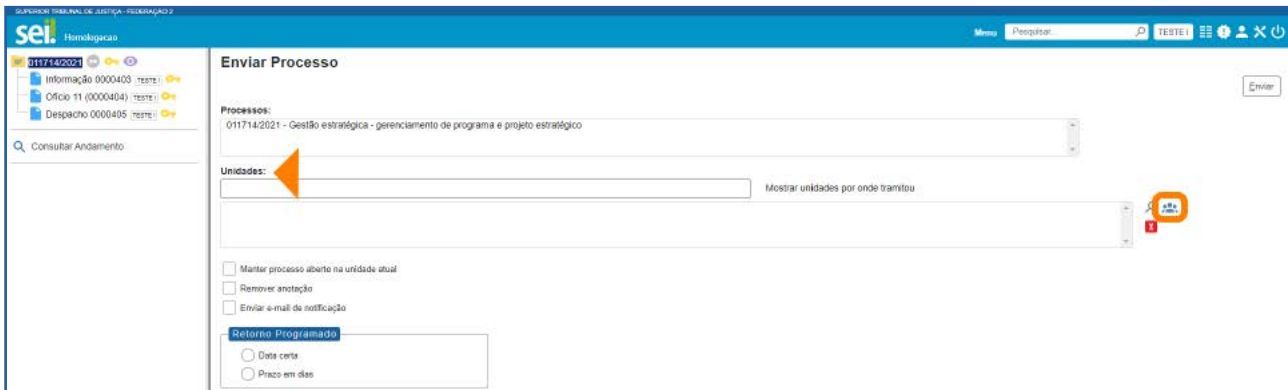 SUPERIOR TRIBUNAL DE JUSTIÇA - FEDERAÇÃO 2
sei! Homologacao
Menu Pesquisar... TESTE I
011714/2021
Informação 0000403 TESTE I
Ofício 11 (0000404) TESTE I
Despacho 0000405 TESTE I
Consultar Andamento
Enviar Processo
Enviar
Processos:
011714/2021 - Gestão estratégica - gerenciamento de programa e projeto estratégico
Unidades:
Mostrar unidades por onde tramitou
Manter processo aberto na unidade atual
Remover anotação
Enviar e-mail de notificação
Retorno Programado
Data certa
Prazo em dias